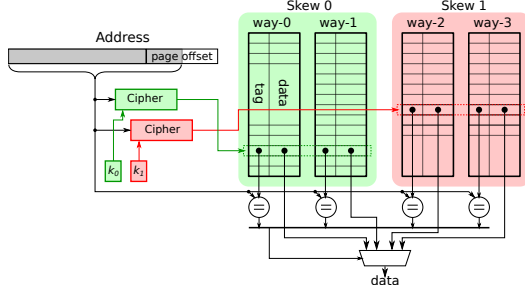 Skew 0
Skew 1
way-0
way-1
way-2
way-3
Address
page offset
tag
data
Cipher
Cipher
k0
k1
=
=
=
=
data